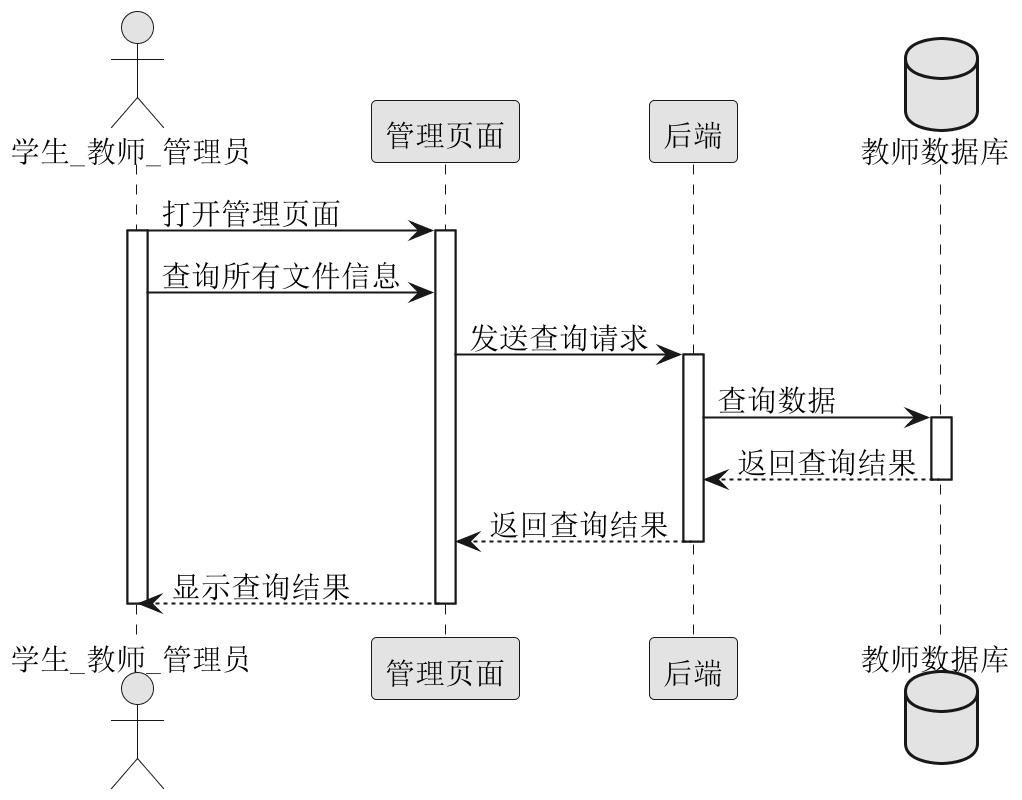 学生_教师_管理员
管理页面
后端
教师数据库
打开管理页面
查询所有文件信息
发送查询请求
查询数据
返回查询结果
返回查询结果
显示查询结果
学生_教师_管理员
管理页面
后端
教师数据库